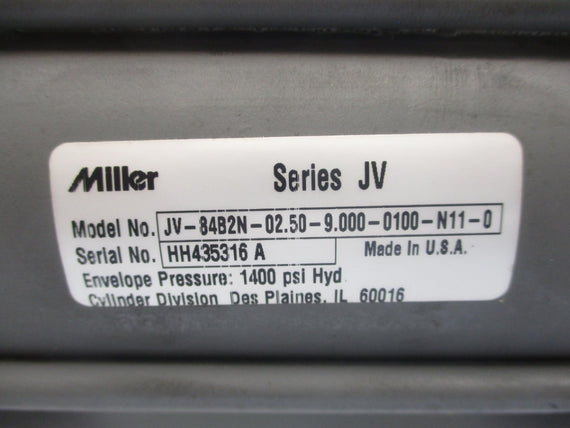 Miller Series JV
Model No. JV-84B2N-02.50-9.000-0100-N11-0
Serial No. HH435316 A Made In U.S.A.
Envelope Pressure: 1400 psi Hyd
Cylinder Division Des Plaines, IL 60016